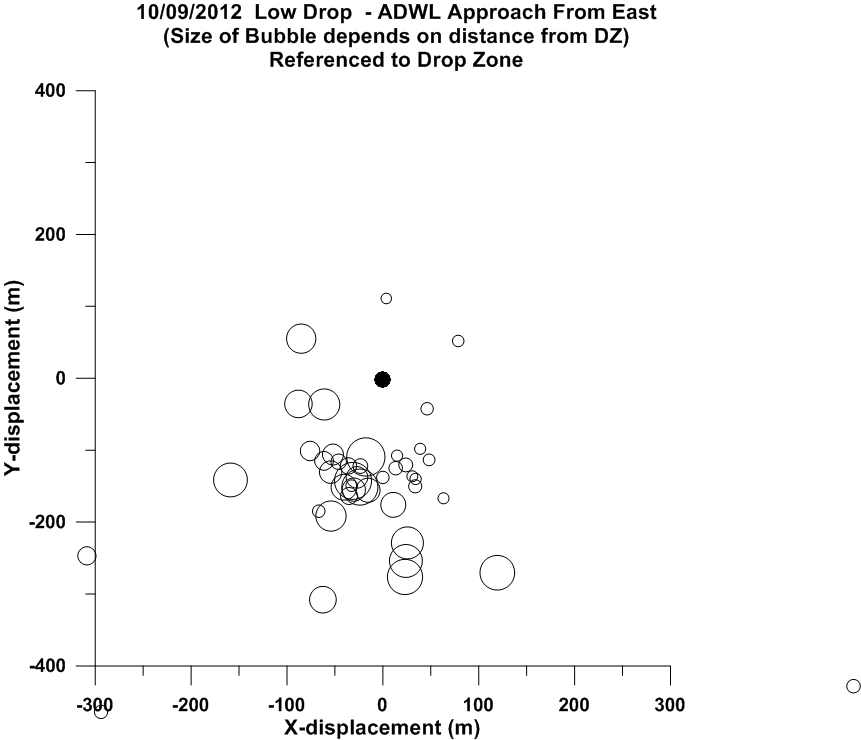 10/09/2012 Low Drop - ADWL Approach From East
(Size of Bubble depends on distance from DZ)
Referenced to Drop Zone
400
200
0
-200
-400
Y-displacement (m)
-300 -200 -100 0 100 200 300
X-displacement (m)